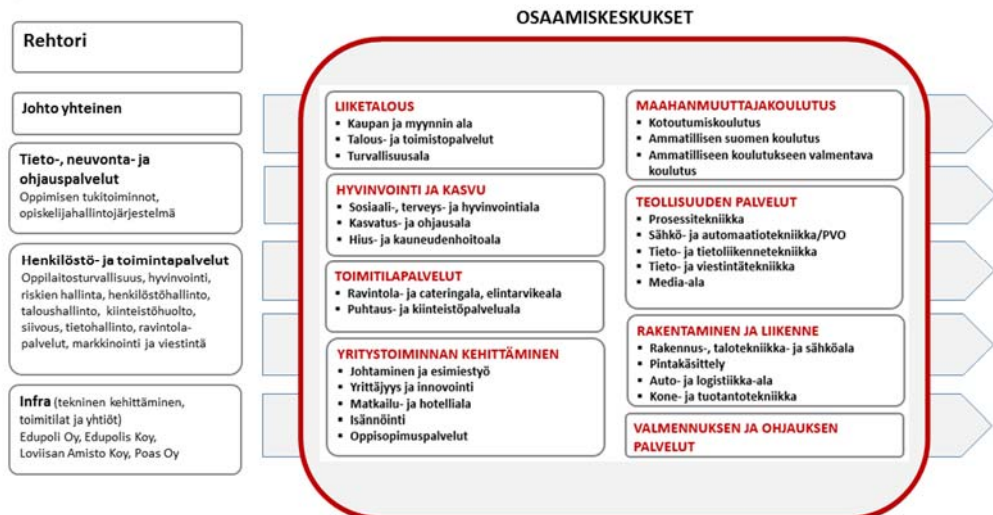 OSAAMISKESKUKSET
Rehtori
Johto yhteinen
Tieto-, neuvonta- ja
ohjauspalvelut
Oppimisen tukitoiminnot,
opiskelijahallintojärjestelmä
Henkilöstö- ja toimintapalvelut
Oppilaitosturvallisuus, hyvinvointi,
riskien hallinta, henkilöstöhallinto,
taloushallinto, kiinteistöhuolto,
siivous, tietohallinto, ravintola-
palvelut, markkinointi ja viestintä
Infra (tekninen kehittäminen,
toimitilat ja yhtiöt)
Edupoli Oy, Edupolis Koy,
Loviisan Amisto Koy, Poas Oy
LIIKETALOUS
▪ Kaupan ja myynnin ala
▪ Talous- ja toimistopalvelut
▪ Turvallisuusala
HYVINVOINTI JA KASVU
▪ Sosiaali-, terveys- ja hyvinvointiala
▪ Kasvatus- ja ohjausala
▪ Hius- ja kauneudenhoitoala
TOIMITILAPALVELUT
▪ Ravintola- ja cateringala, elintarvikeala
▪ Puhtaus- ja kiinteistöpalveluala
YRITYSTOIMINNAN KEHITTÄMINEN
▪ Johtaminen ja esimiestyö
▪ Yrittäjyys ja innovointi
▪ Matkailu- ja hotelliala
▪ Isännöinti
▪ Oppisopimuspalvelut
MAAHANMUUTTAJAKOULUTUS
▪ Kotoutumiskoulutus
▪ Ammatillisen suomen koulutus
▪ Ammatilliseen koulutukseen valmentava
koulutus
TEOLLISUUDEN PALVELUT
▪ Prosessitekniikka
▪ Sähkö- ja automaatiotekniikka/PVO
▪ Tieto- ja tietoliikennetekniikka
▪ Tieto- ja viestintätekniikka
▪ Media-ala
RAKENTAMINEN JA LIIKENNE
▪ Rakennus-, talotekniikka- ja sähköala
▪ Pintakäsittely
▪ Auto- ja logistiikka-ala
▪ Kone- ja tuotantotekniikka
VALMENNUKSEN JA OHJAUKSEN
PALVELUT